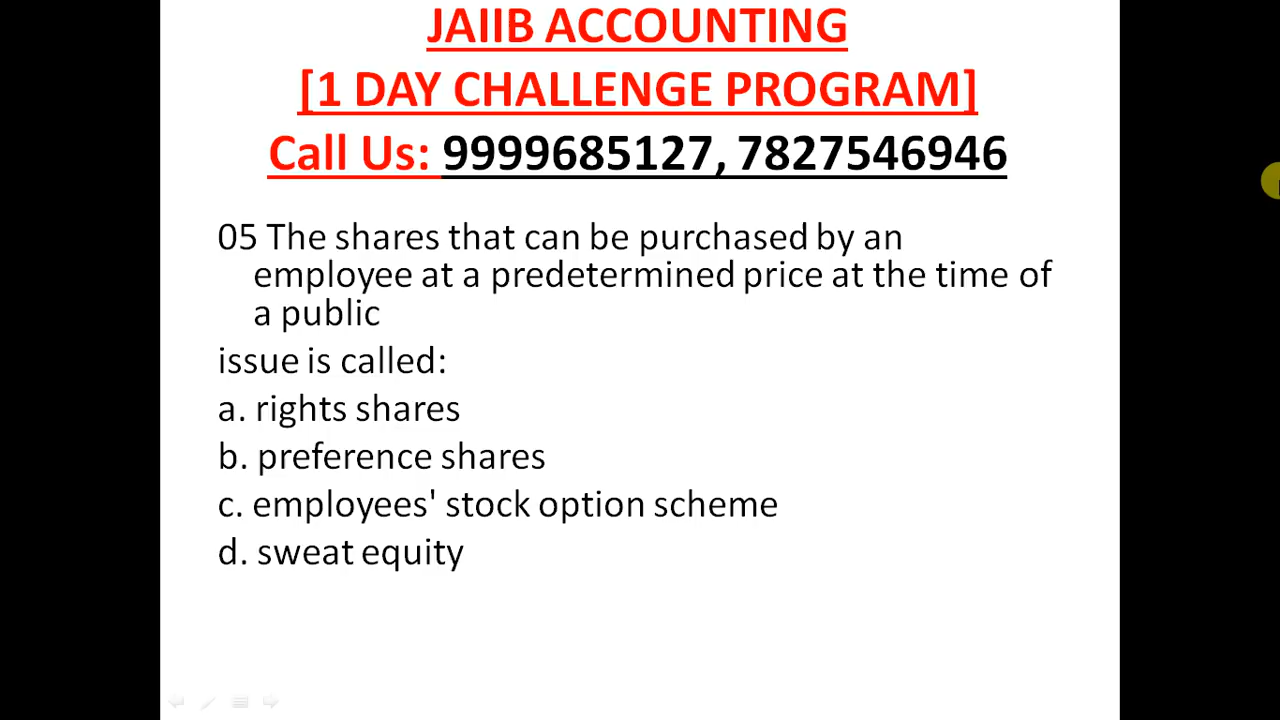 JAIIB ACCOUNTING
[1 DAY CHALLENGE PROGRAM]
Call Us: 9999685127, 7827546946
05 The shares that can be purchased by an
employee at a predetermined price at the time of
a public
issue is called:
a. rights shares
b. preference shares
c. employees' stock option scheme
d. sweat equity